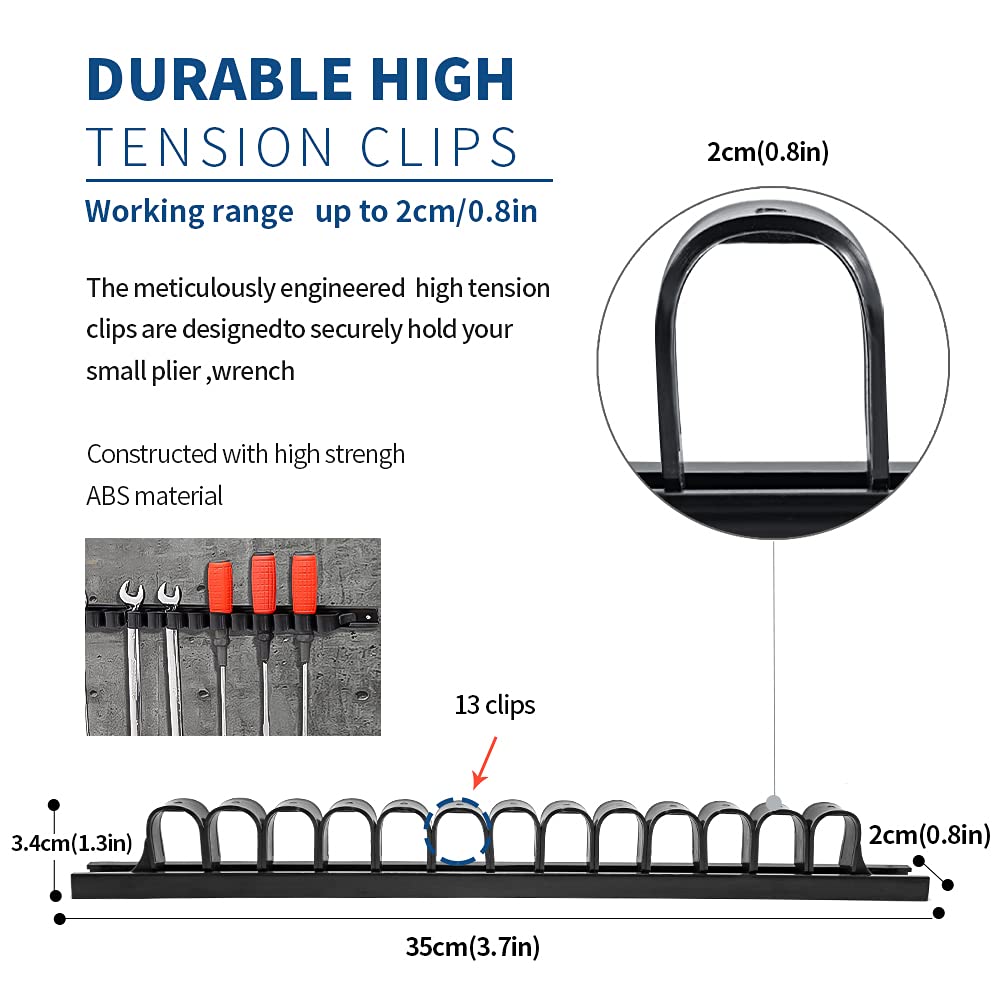 DURABLE HIGH
TENSION CLIPS
Working range up to 2cm/0.8in
The meticulously engineered high tension
clips are designedto securely hold your
small plier ,wrench
Constructed with high strengh
ABS material
2cm(0.8in)
13 clips
3.4cm(1.3in)
2cm(0.8in)
35cm(3.7in)